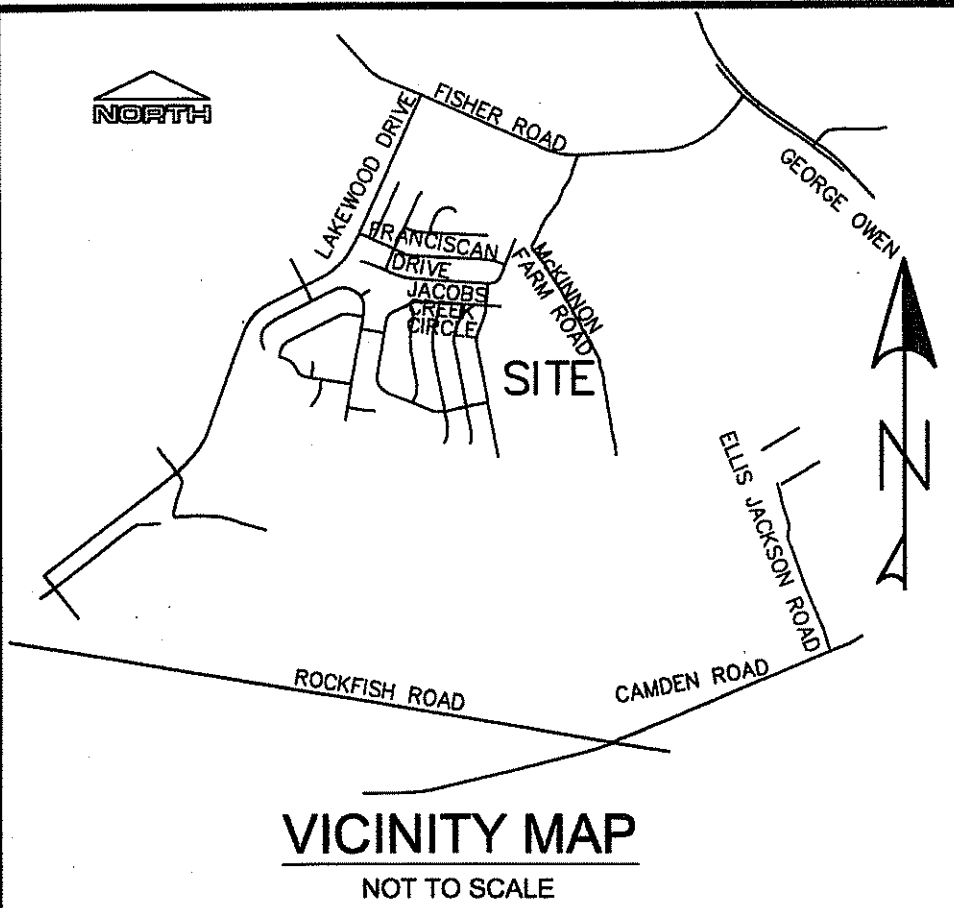 NORTH
FISHER ROAD
LAKEWOOD DRIVE
GEORGE OWEN
FRANCISCAN
DRIVE
McKINNON
FARM ROAD
JACOBS
CREEK
CIRCLE
SITE
N
ELLIS JACKSON ROAD
ROCKFISH ROAD
CAMDEN ROAD
VICINITY MAP
NOT TO SCALE